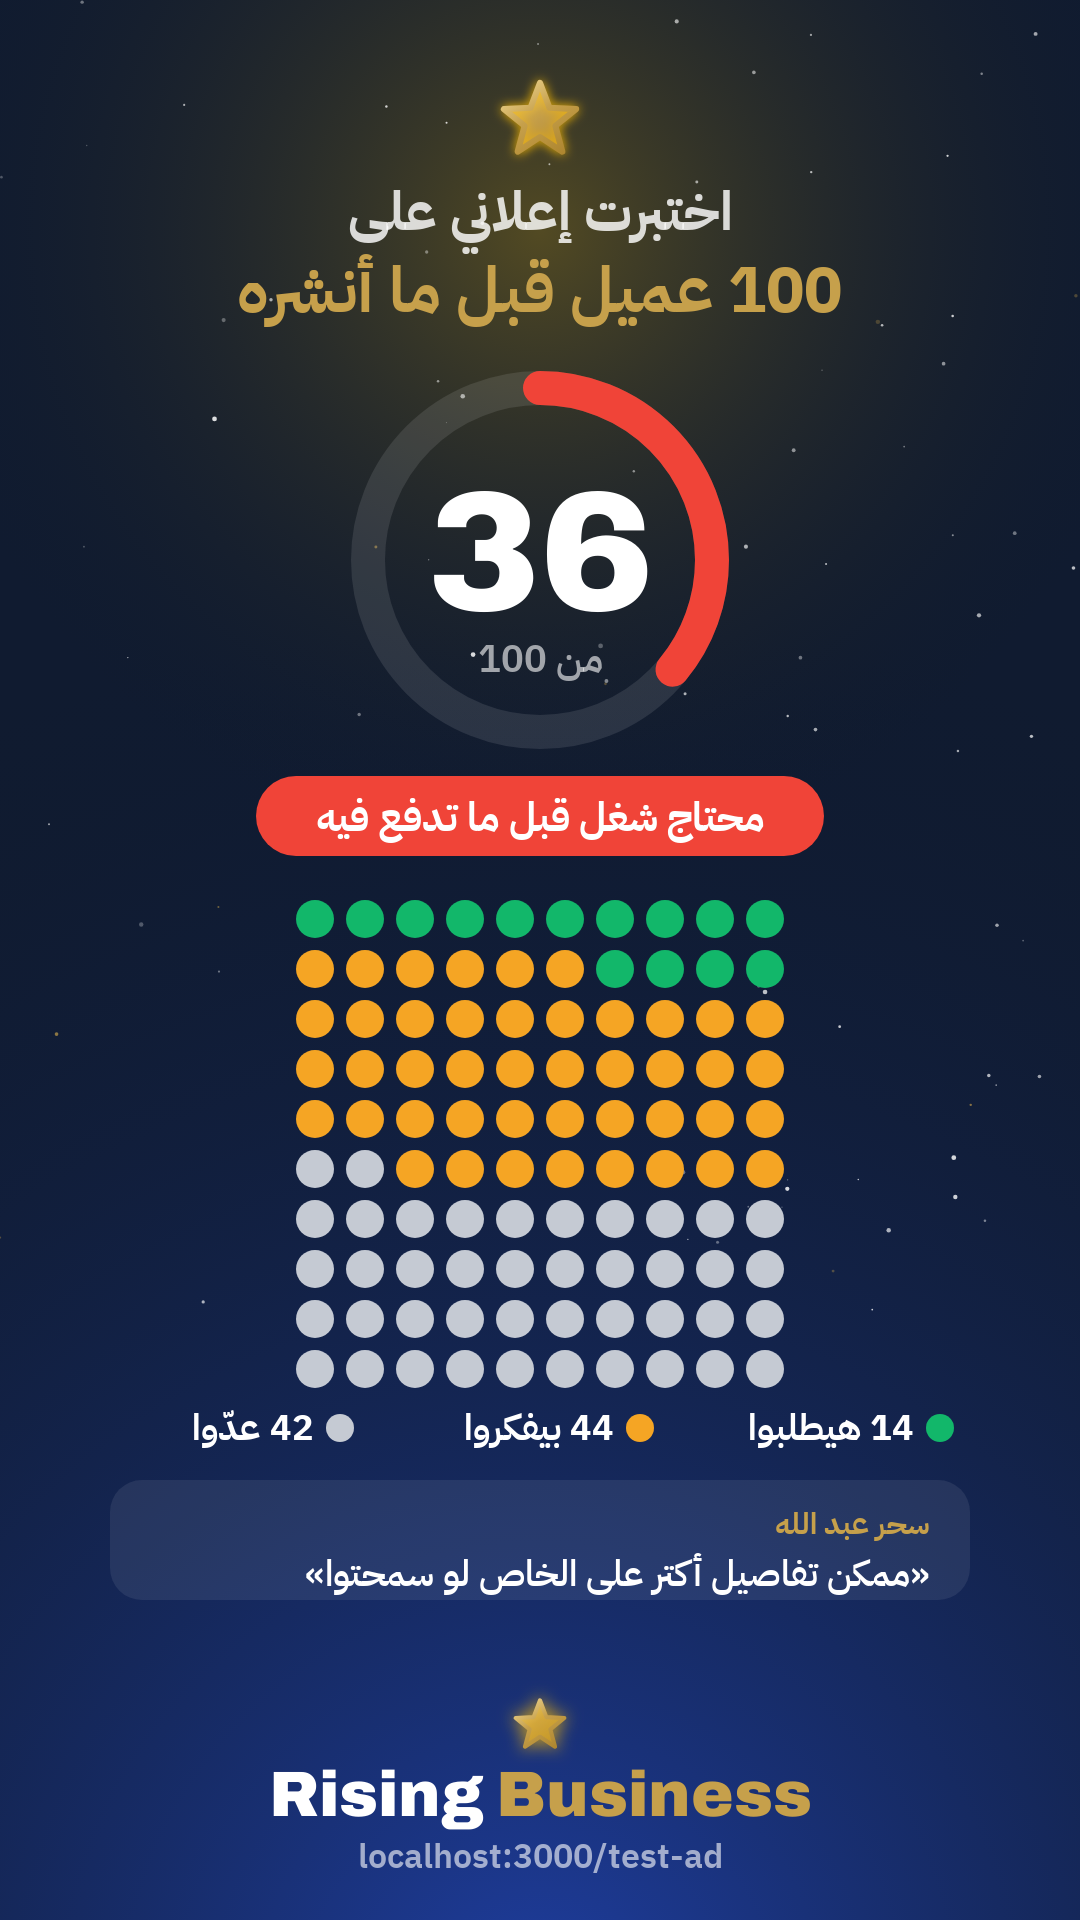 اختبرت إعلاني على
100 عميل قبل ما أنشره
36
من 100
محتاج شغل قبل ما تدفع فيه
14 هيطلبوا
44 بيفكروا
42 عدّوا
سحر عبد الله
«ممكن تفاصيل أكتر على الخاص لو سمحتوا»
Rising Business
localhost:3000/test-ad